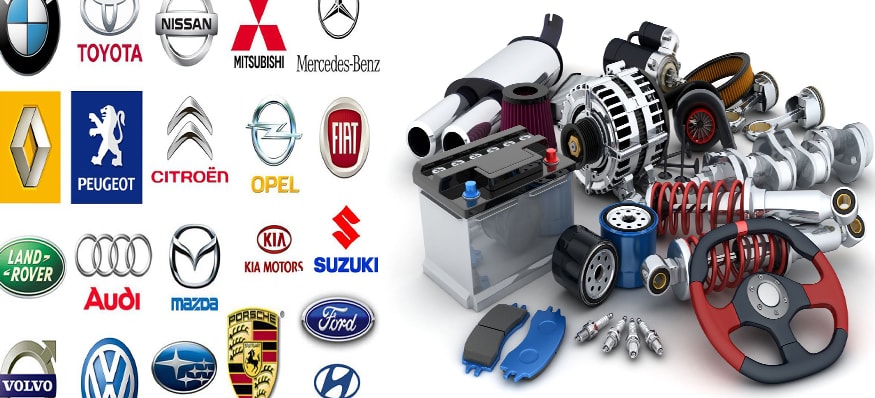 TOYOTA
NISSAN
MITSUBISHI
Mercedes-Benz
PEUGEOT
CITROËN
OPEL
FIAT
LAND-
ROVER
Audi
mazda
KIA
KIA MOTORS
SUZUKI
VOLVO
PORSCHE
Ford